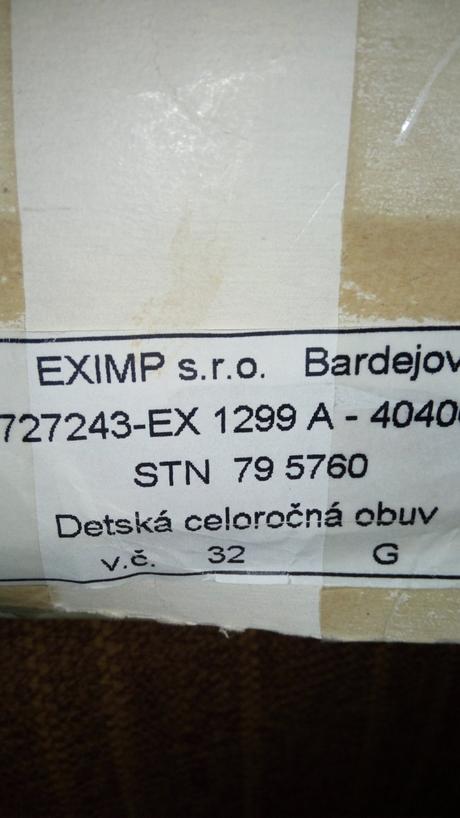 EXIMP s.r.o. Bardejov
727243-EX 1299 A - 4040
STN 79 5760
Detská celoročná obuv
v.č. 32 G